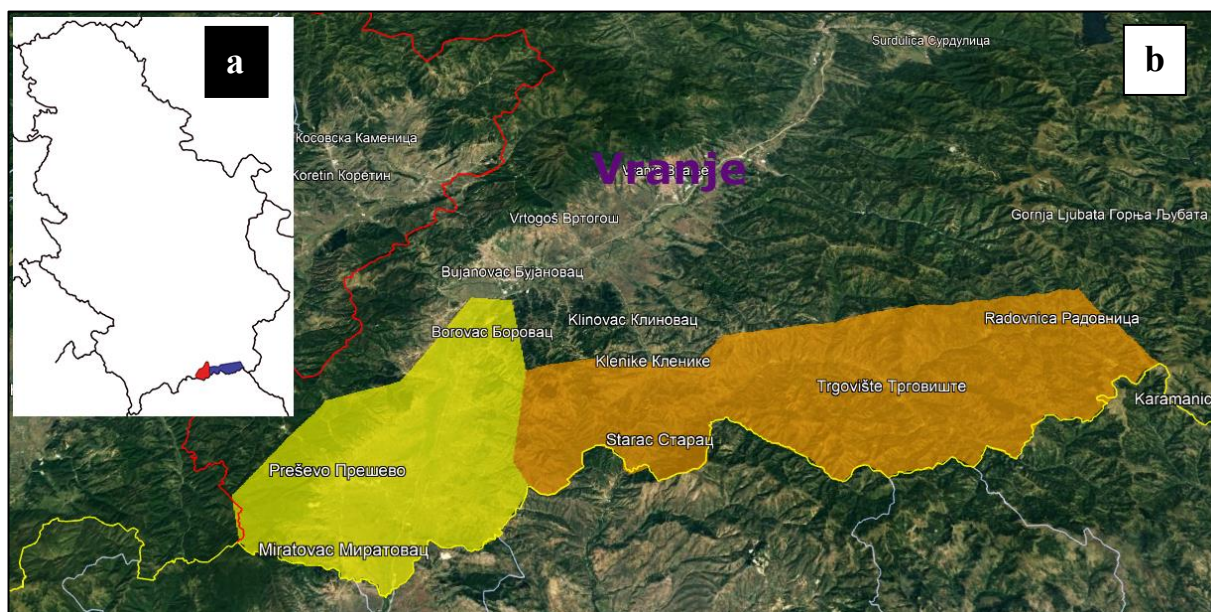 a
b
Surdulica Сурдулица
Косовска Каменица
Koretin Коретин
Vranje
Vrtogoš Вртогош
Gornja Ljubata Горња Љубата
Bujanovac Бујановац
Borovac Боровац
Klinovac Клиновац
Radovnica Радовница
Klenike Кленике
Trgovište Трговиште
Karamanic
Starac Старац
Preševo Прешево
Miratovac Миратовац